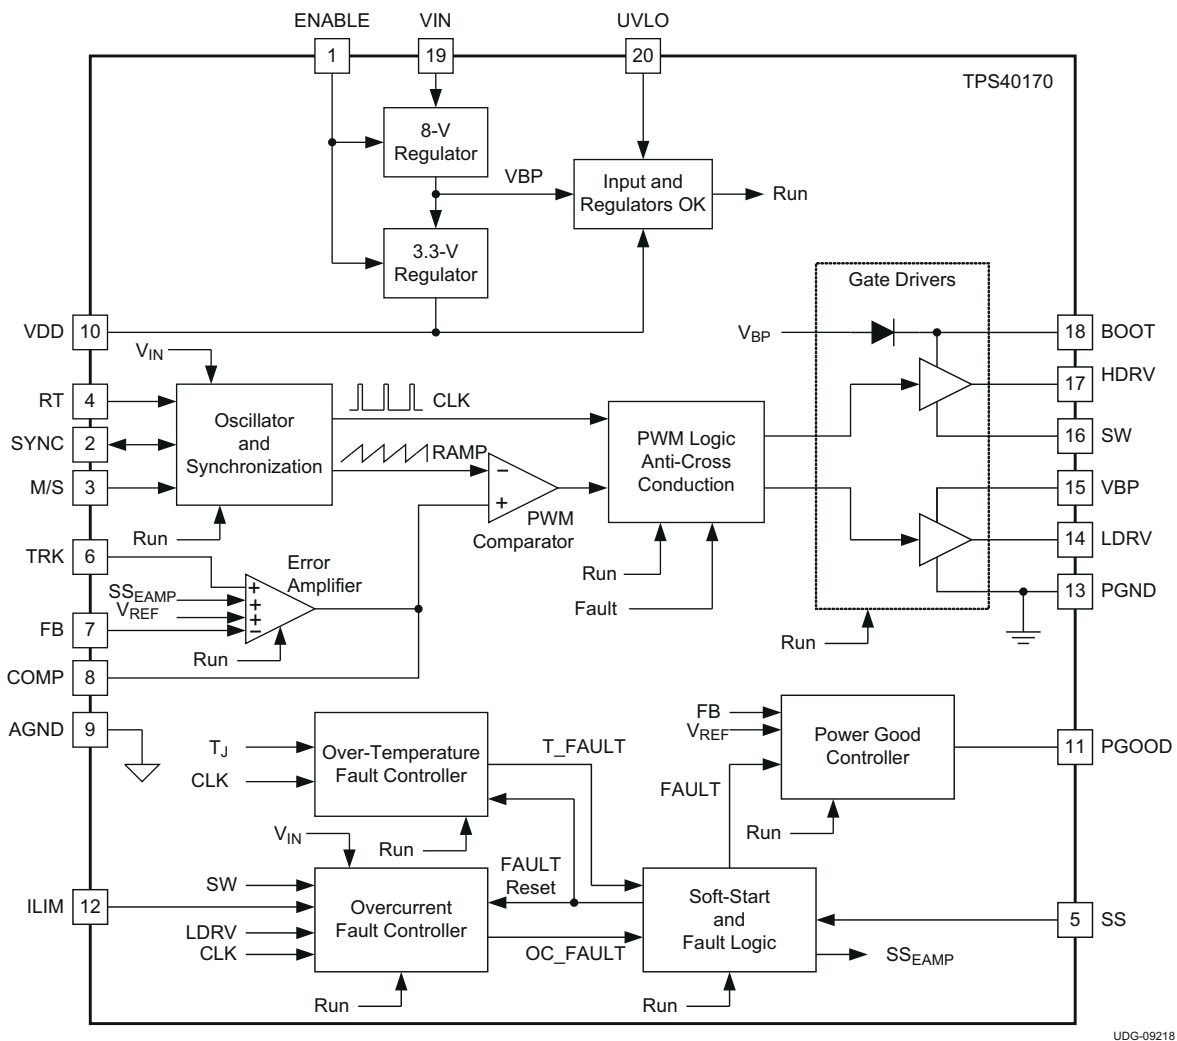 ENABLE VIN UVLO
1 19 20
TPS40170
8-V
Regulator
VBP
Input and
Regulators OK
Run
3.3-V
Regulator
Gate Drivers
VDD 10
VBP
18 BOOT
VIN
RT 4
CLK
17 HDRV
Oscillator
and
Synchronization
SYNC 2
RAMP
PWM Logic
Anti-Cross
Conduction
16 SW
M/S 3
−
+
PWM
Comparator
15 VBP
Run
14 LDRV
TRK 6
Error
Amplifier
Run
SSEAMP
VREF
+
+
+
−
Fault
13 PGND
FB 7
Run
Run
COMP 8
AGND 9
FB
VREF
Power Good
Controller
11 PGOOD
TJ
CLK
Over-Temperature
Fault Controller
T_FAULT
FAULT
Run
VIN
Run
FAULT
Reset
SW
ILIM 12
LDRV
CLK
Overcurrent
Fault Controller
Soft-Start
and
Fault Logic
5 SS
OC_FAULT
SSEAMP
Run
Run
UDG-09218